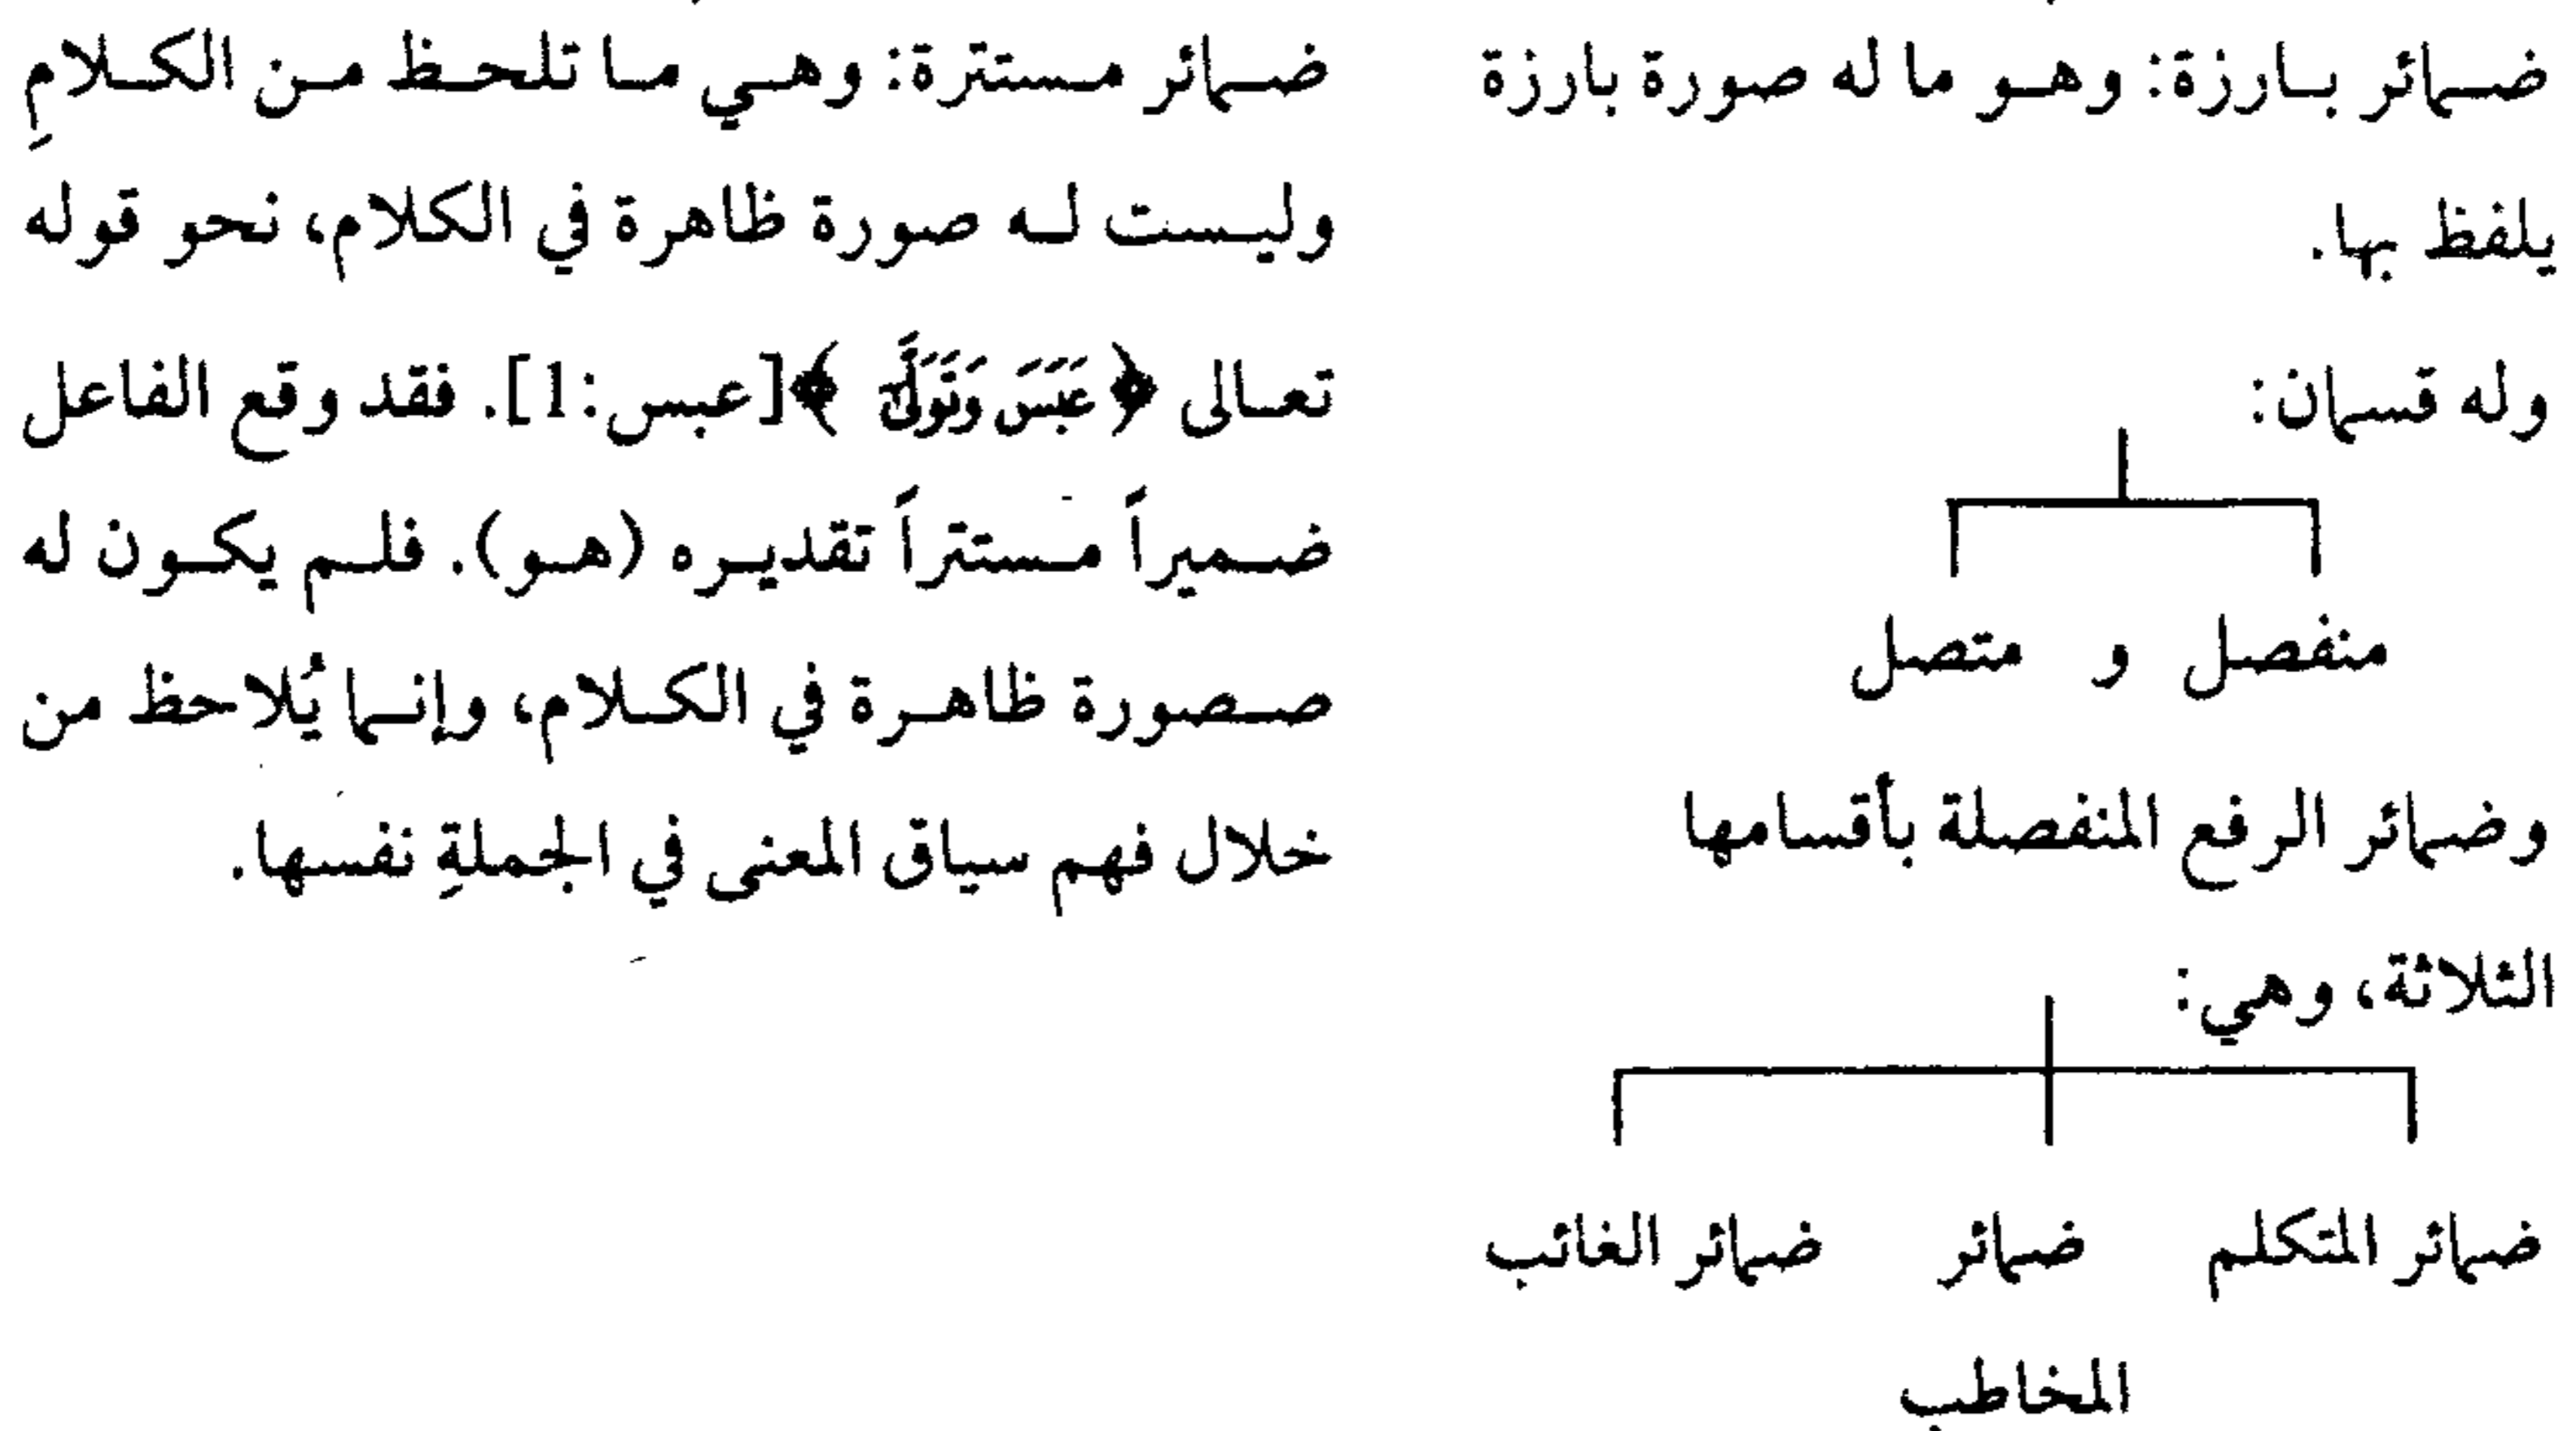 ضمائر بارزة: وهو ما له صورة بارزة
يلفظ بها.
وله قسمان:
منفصل و متصل
وضمائر الرفع المنفصلة بأقسامها
الثلاثة، وهي:
ضمائر المتكلم ضمائر ضمائر الغائب
المخاطب
ضمائر مستترة: وهي ما تلحظ من الكلامِ
وليست له صورة ظاهرة في الكلام، نحو قوله
تعالى ﴿عَبَسَ وَتَوَلَّىٰ ﴾[عبس:1]. فقد وقع الفاعل
ضميراً مستتراً تقديره (هو). فلم يكون له
صصورة ظاهرة في الكلام، وإنما يُلاحظ من
خلال فهم سياق المعنى في الجملةِ نفسها.